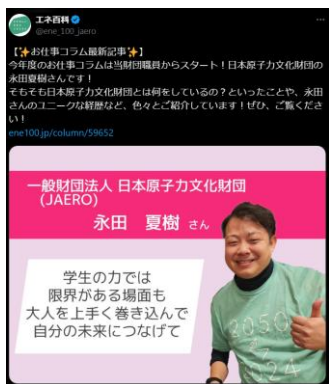 エネ百科
@ene_100_jaero
【✨お仕事コラム最新記事✨】
今年度のお仕事コラムは当財団職員からスタート！日本原子力文化財団の
永田夏樹さんです！
そもそも日本原子力文化財団とは何をしているの？といったことや、永田
さんのユニークな経歴など、色々とご紹介しています！ぜひ、ご覧くださ
い！
ene100.jp/column/59652
一般財団法人 日本原子力文化財団
(JAERO)
永田 夏樹 さん
学生の力では
限界がある場面も
大人を上手く巻き込んで
自分の未来につなげて
2050
2024